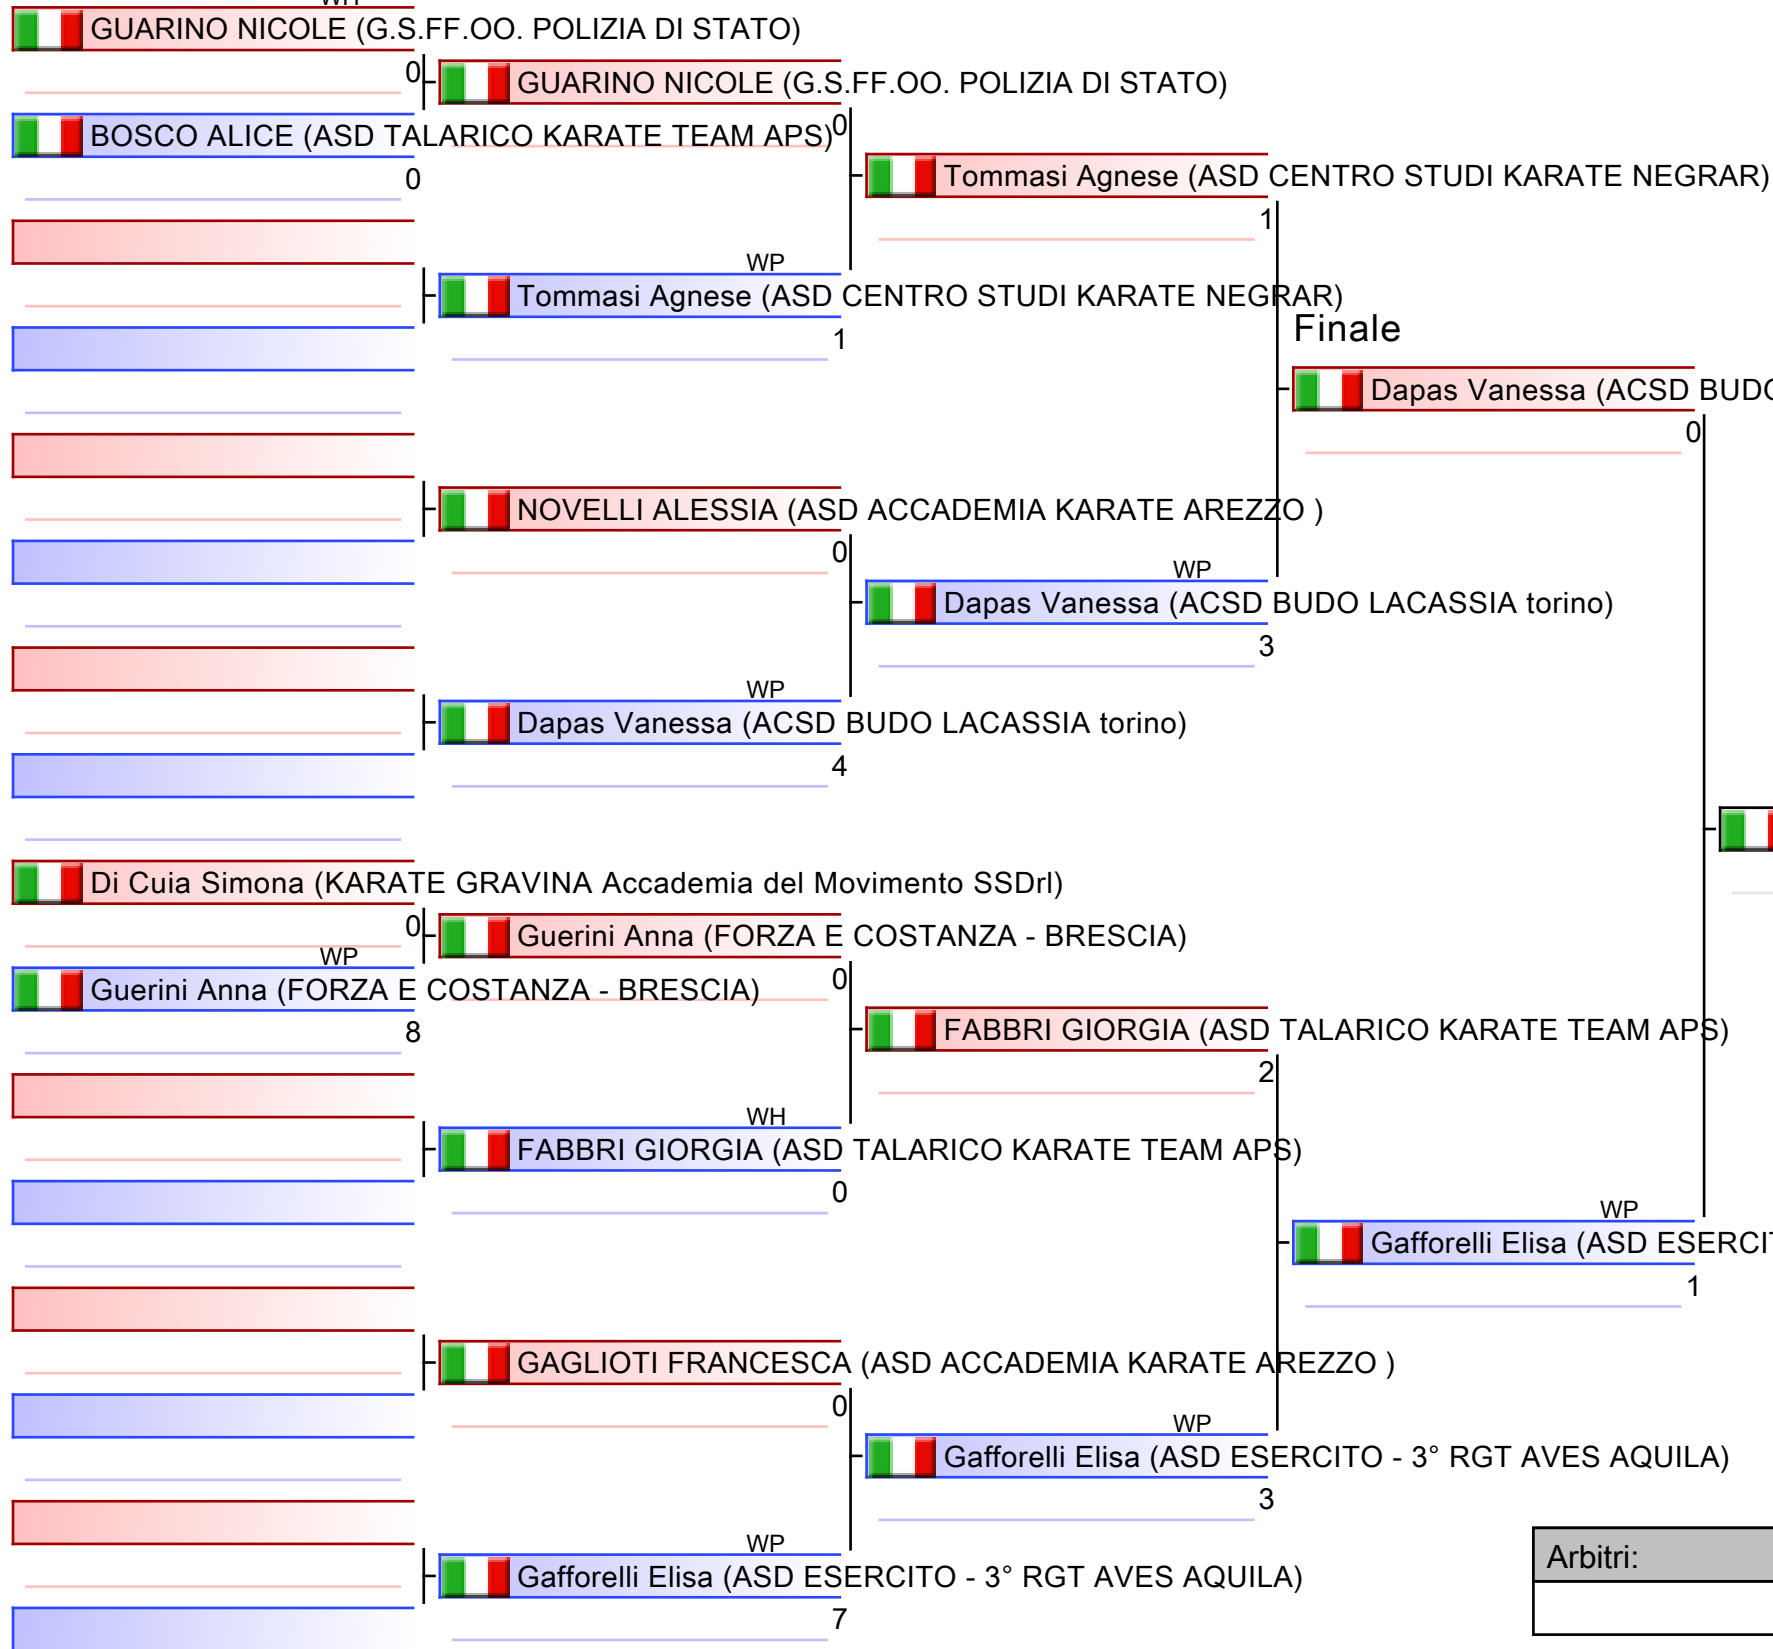 WH
GUARINO NICOLE (G.S.FF.OO. POLIZIA DI STATO)
0
GUARINO NICOLE (G.S.FF.OO. POLIZIA DI STATO)
BOSCO ALICE (ASD TALARICO KARATE TEAM APS)
0
0
Tommasi Agnese (ASD CENTRO STUDI KARATE NEGRAR)
1
WP
Tommasi Agnese (ASD CENTRO STUDI KARATE NEGRAR)
1
Finale
Dapas Vanessa (ACSD BUDO
0
NOVELLI ALESSIA (ASD ACCADEMIA KARATE AREZZO )
0
WP
Dapas Vanessa (ACSD BUDO LACASSIA torino)
3
WP
Dapas Vanessa (ACSD BUDO LACASSIA torino)
4
Di Cuia Simona (KARATE GRAVINA Accademia del Movimento SSDrl)
0
Guerini Anna (FORZA E COSTANZA - BRESCIA)
WP
Guerini Anna (FORZA E COSTANZA - BRESCIA)
0
8
FABBRI GIORGIA (ASD TALARICO KARATE TEAM APS)
2
WH
FABBRI GIORGIA (ASD TALARICO KARATE TEAM APS)
0
WP
Gafforelli Elisa (ASD ESERCIT
1
GAGLIOTI FRANCESCA (ASD ACCADEMIA KARATE AREZZO )
0
WP
Gafforelli Elisa (ASD ESERCITO - 3° RGT AVES AQUILA)
3
WP
Gafforelli Elisa (ASD ESERCITO - 3° RGT AVES AQUILA)
7
Arbitri: